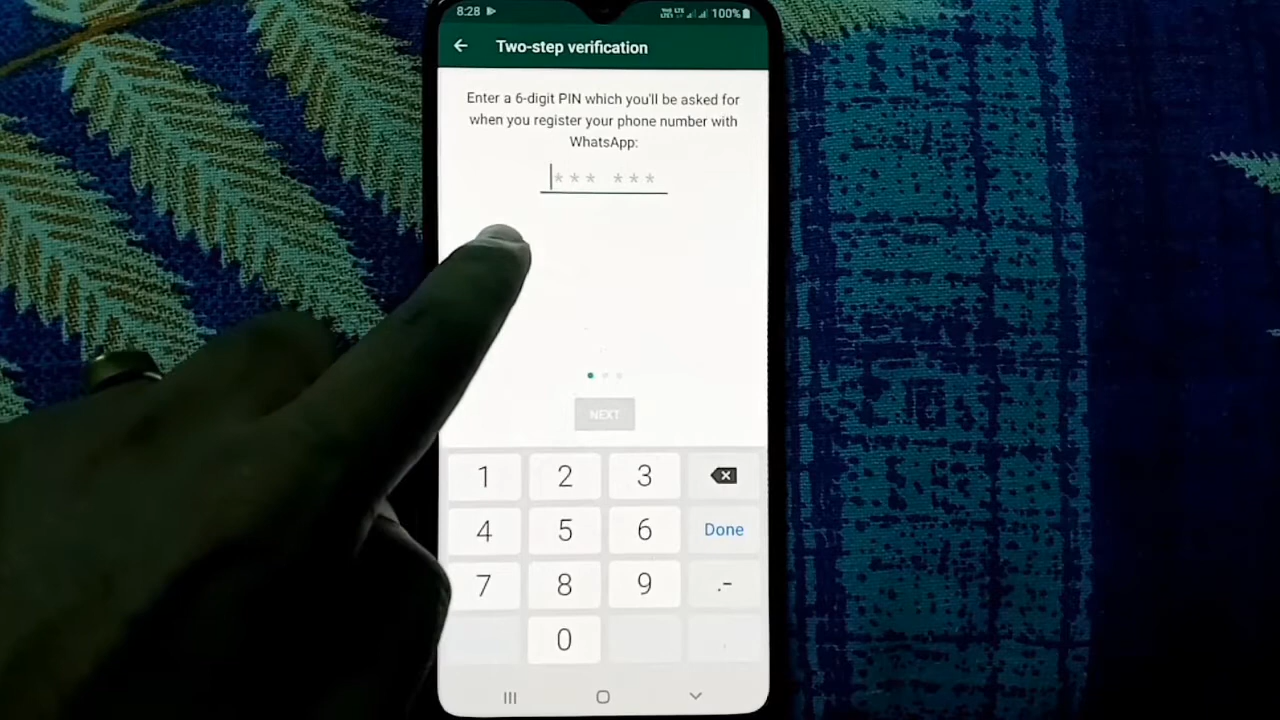 8:28 100%
Two-step verification
Enter a 6-digit PIN which you'll be asked for
when you register your phone number with
WhatsApp:
*** ***
NEXT
1 2 3
4 5 6 Done
7 8 9 .-
0 ,